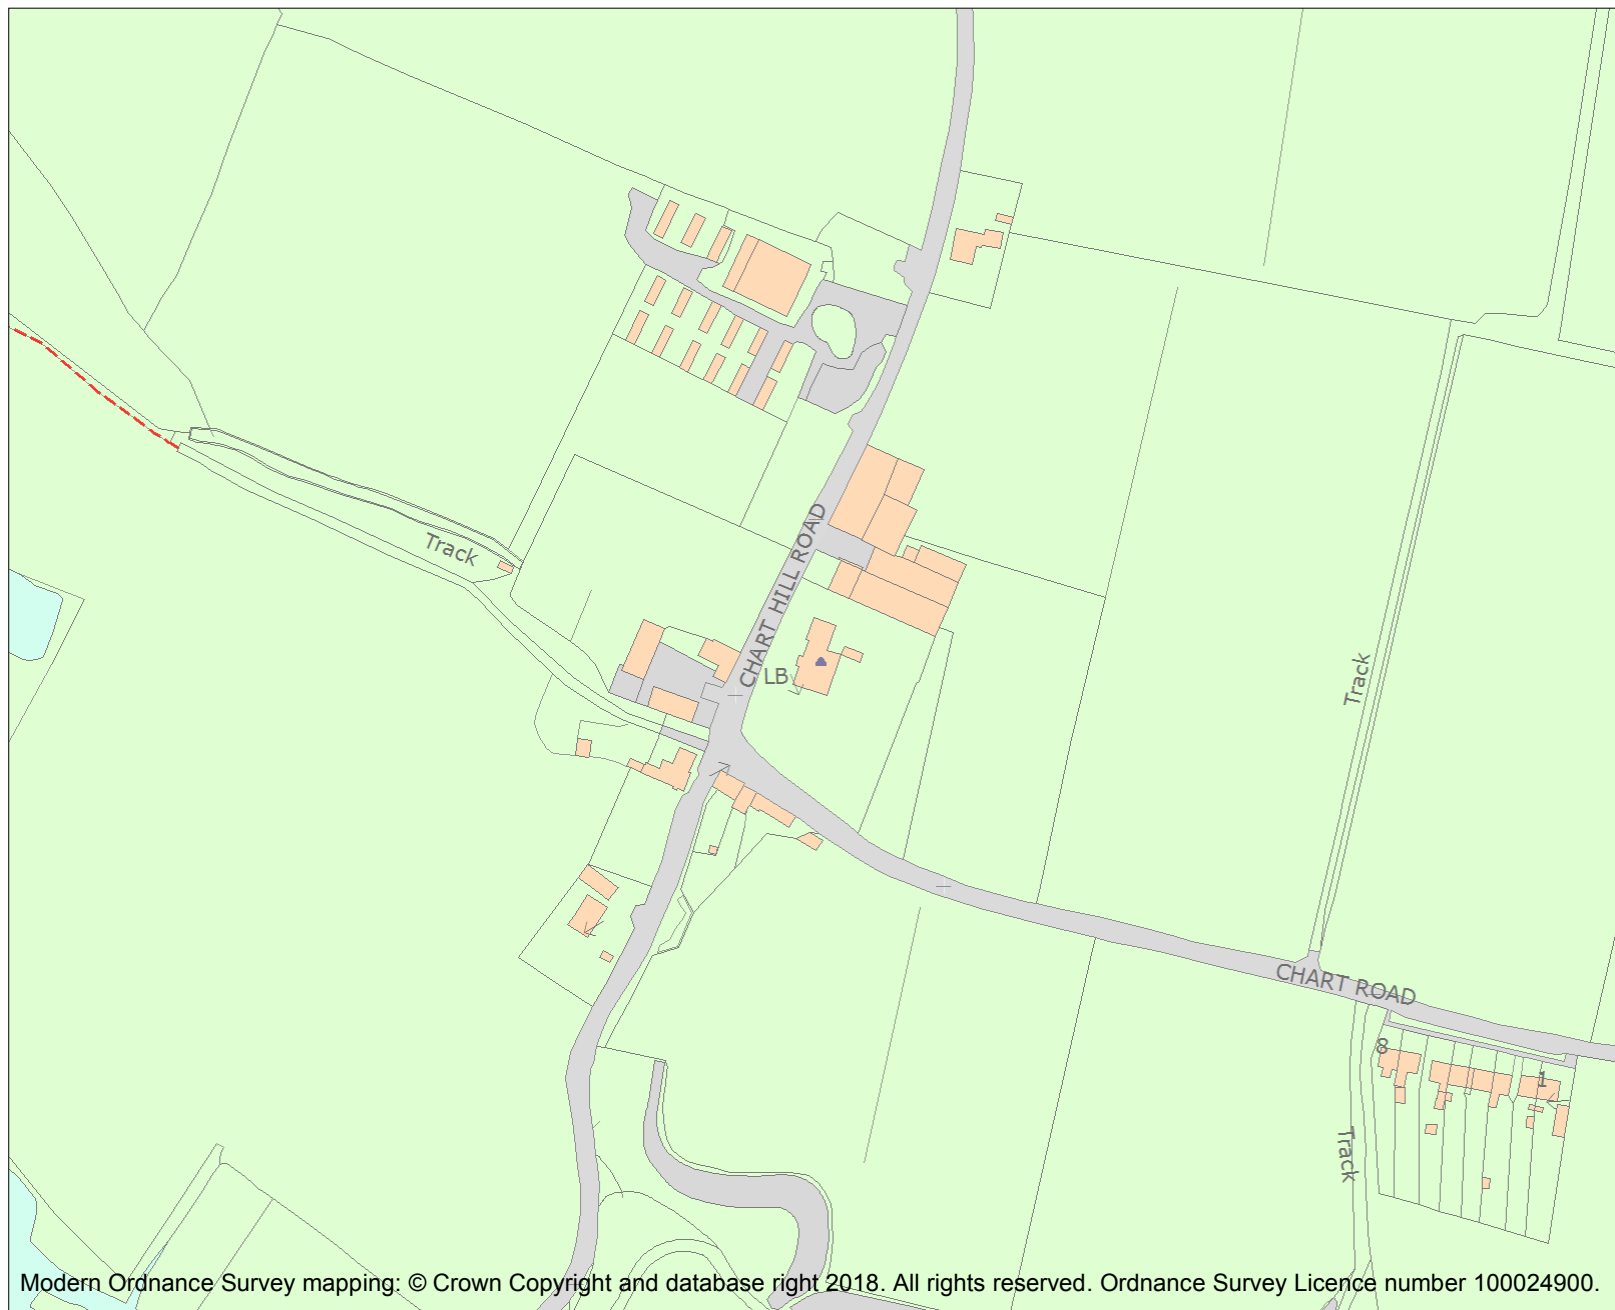 Track
CHART HILL ROAD
LB
Track
CHART ROAD
8
1
Track
Modern Ordnance Survey mapping: © Crown Copyright and database right 2018. All rights reserved. Ordnance Survey Licence number 100024900.